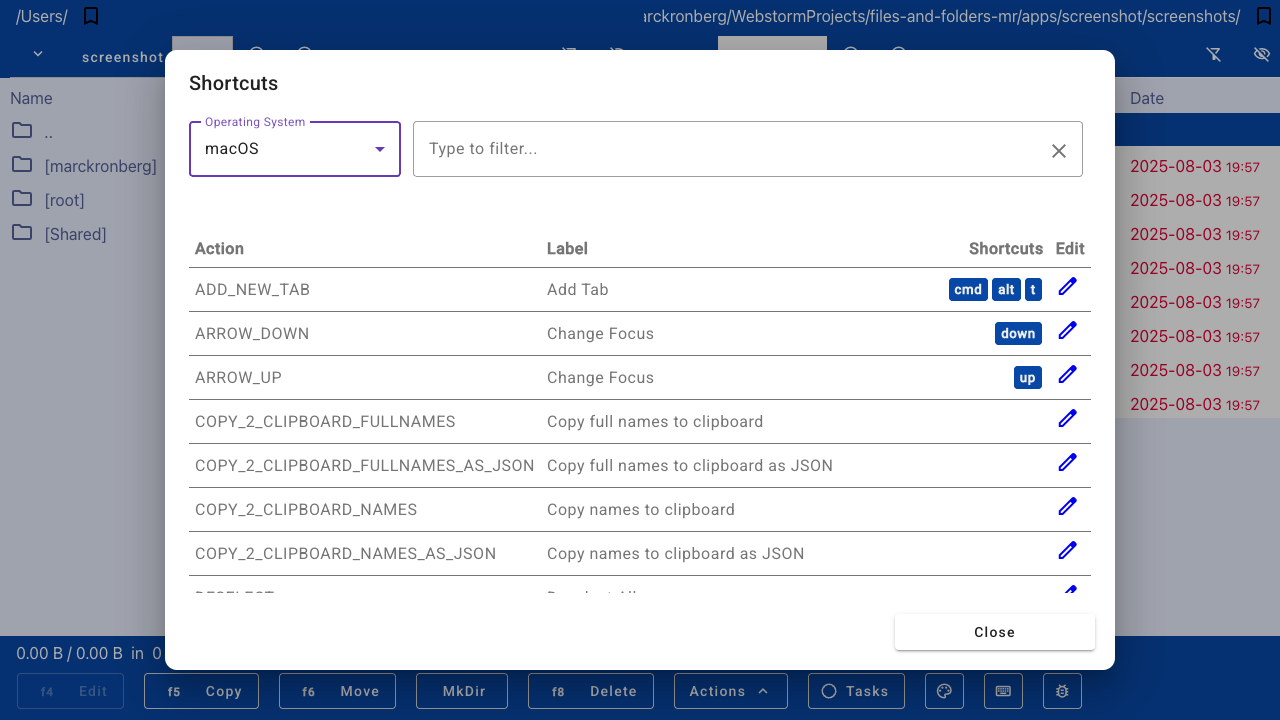 /Users/
arckronberg/WebstormProjects/files-and-folders-mr/apps/screenshot/screenshots/
screenshot
Shortcuts
Operating System
macOS
Type to filter...
Name
Date
..
[marckronberg]
2025-08-03 19:57
[root]
2025-08-03 19:57
[Shared]
2025-08-03 19:57
2025-08-03 19:57
2025-08-03 19:57
2025-08-03 19:57
2025-08-03 19:57
2025-08-03 19:57
Action Label Shortcuts Edit
ADD_NEW_TAB Add Tab cmd alt t
ARROW_DOWN Change Focus down
ARROW_UP Change Focus up
COPY_2_CLIPBOARD_FULLNAMES Copy full names to clipboard
COPY_2_CLIPBOARD_FULLNAMES_AS_JSON Copy full names to clipboard as JSON
COPY_2_CLIPBOARD_NAMES Copy names to clipboard
COPY_2_CLIPBOARD_NAMES_AS_JSON Copy names to clipboard as JSON
Close
0.00 B / 0.00 B in 0
f4 Edit f5 Copy f6 Move MkDir f8 Delete Actions Tasks